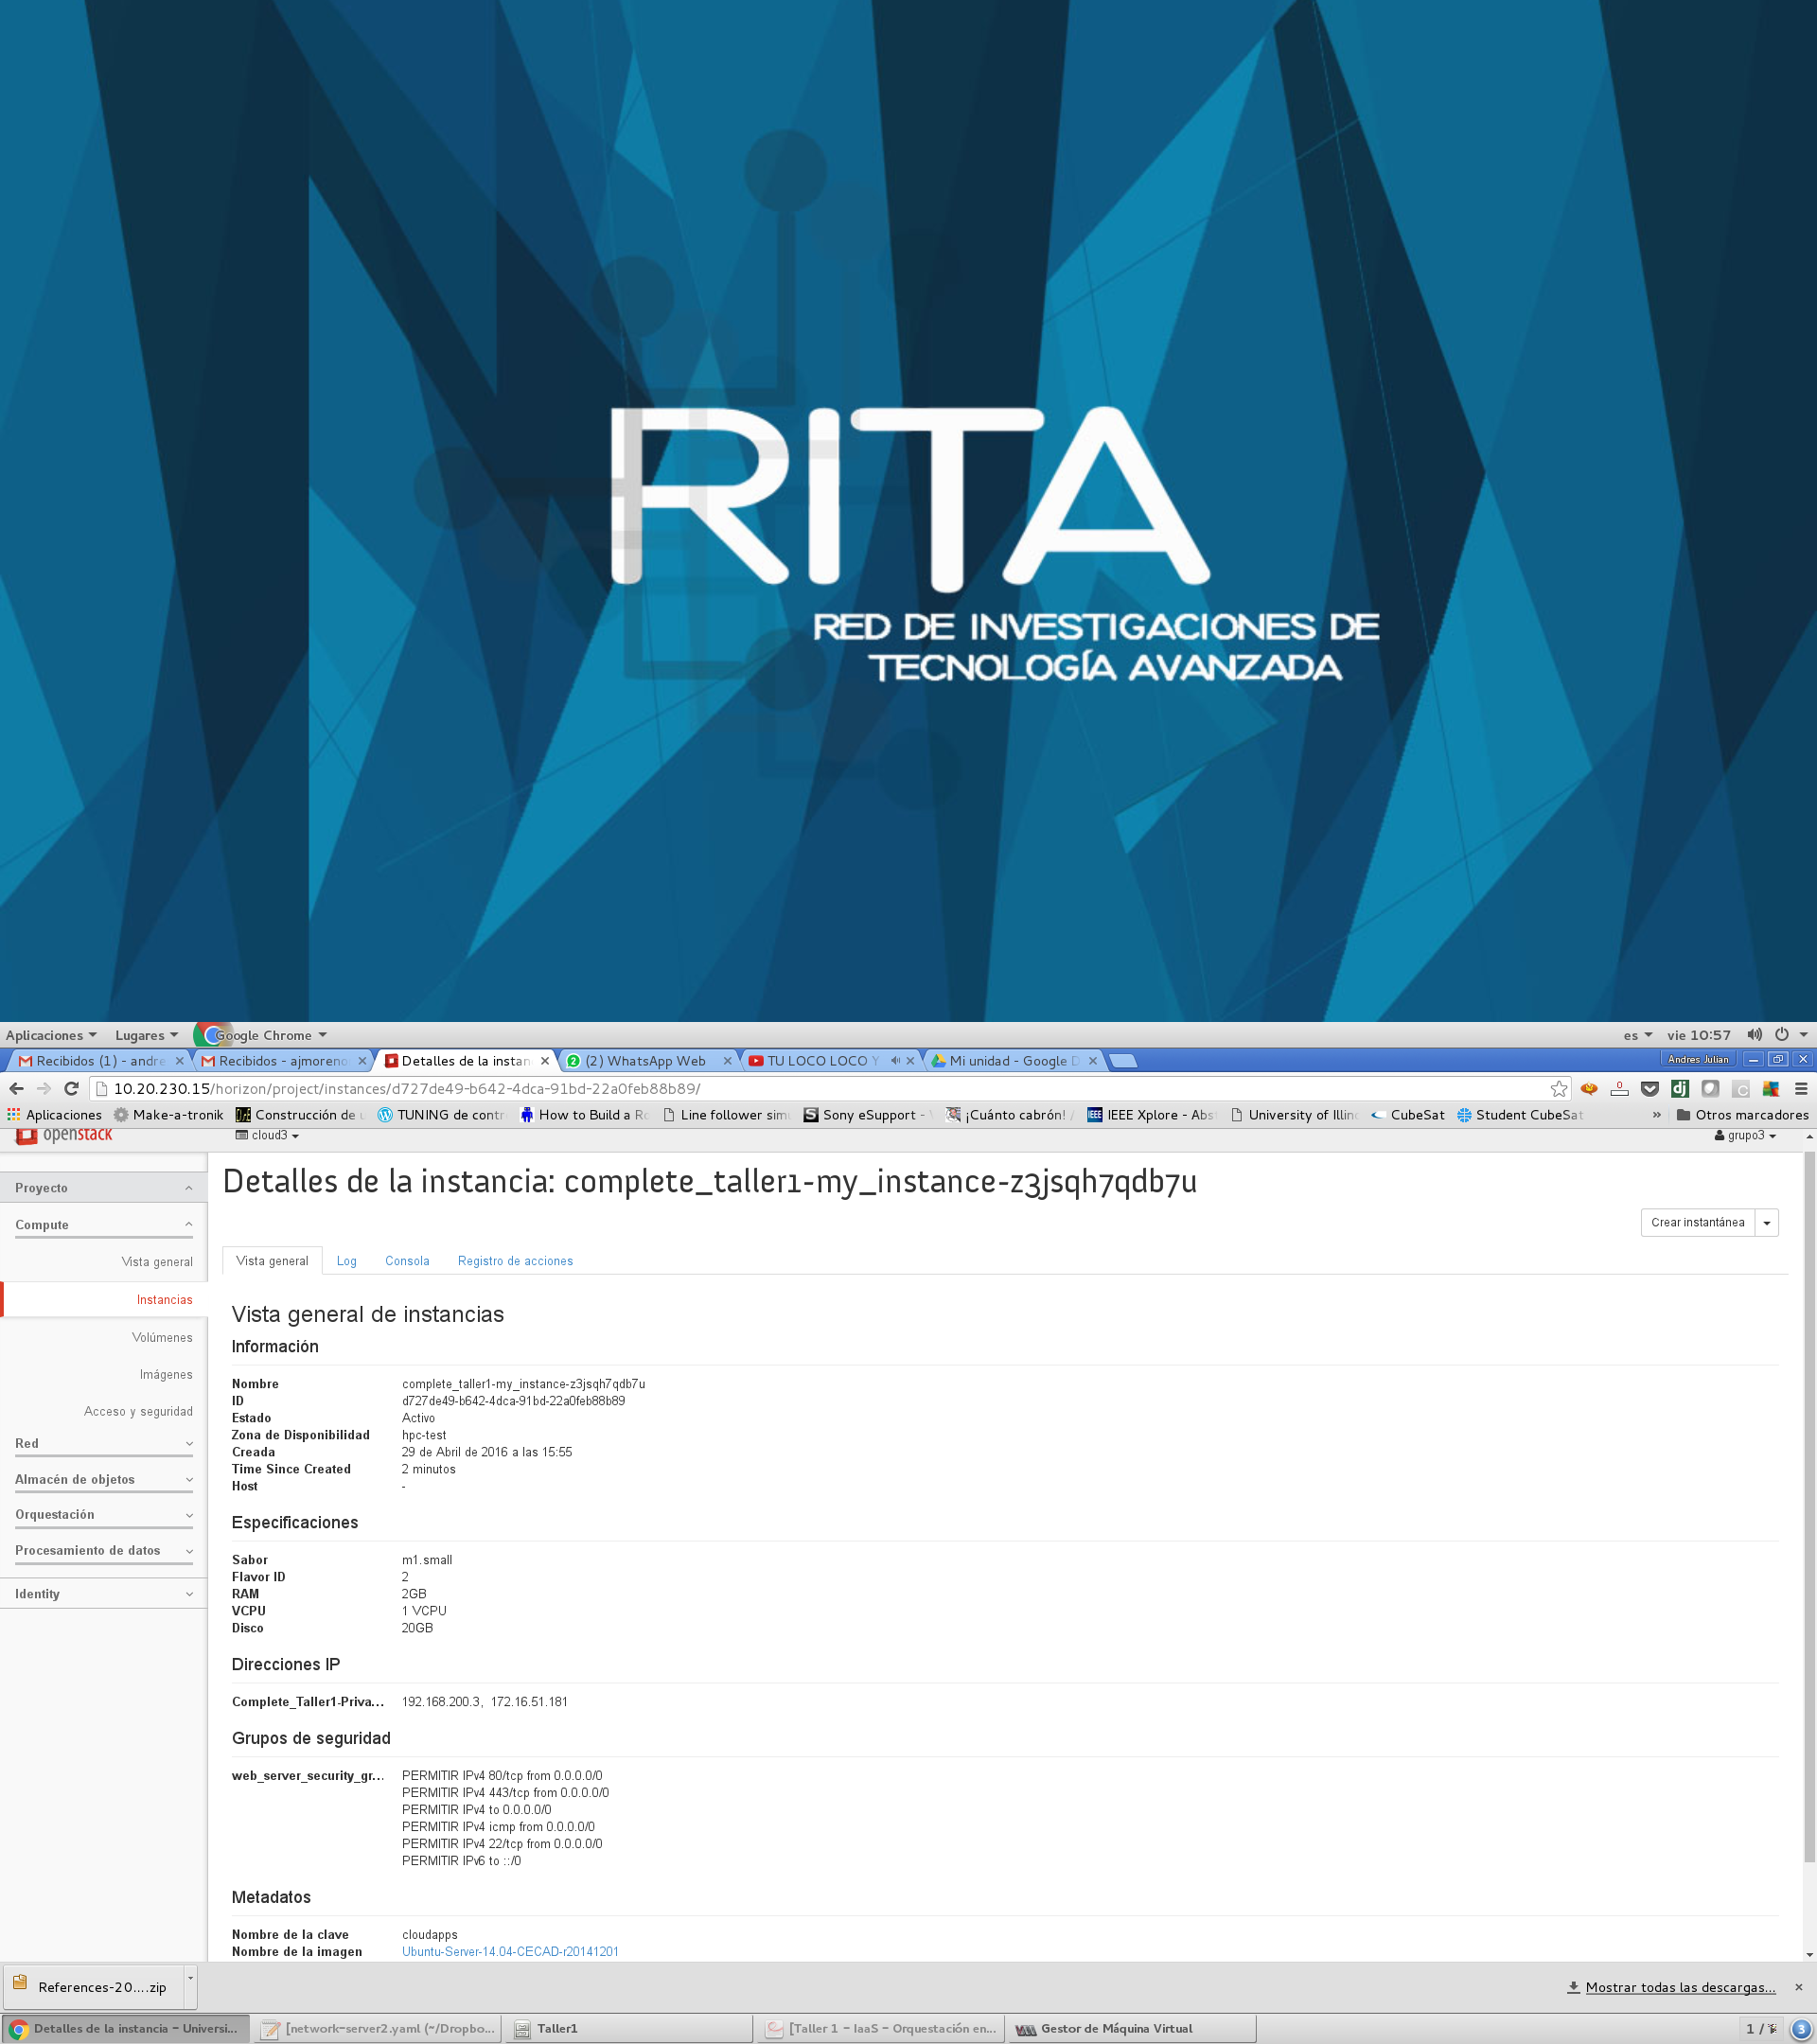 RITA
RED DE INVESTIGACIONES DE
TECNOLOGÍA AVANZADA
Aplicaciones Lugares Google Chrome es vie 10:57
Recibidos (1) - andre Recibidos - ajmoreno Detalles de la instan (2) WhatsApp Web TU LOCO LOCO Y Mi unidad - Google D Andres Julian
10.20.230.15/horizon/project/instances/d727de49-b642-4dca-91bd-22a0feb88b89/
Aplicaciones Make-a-tronik Construcción de u TUNING de contr How to Build a Ro Line follower simu Sony eSupport - ¡Cuánto cabrón! / IEEE Xplore - Abs University of Illin CubeSat Student CubeSat » Otros marcadores
openstack cloud3 grupo3
Detalles de la instancia: complete_taller1-my_instance-z3jsqh7qdb7u
Crear instantánea
Vista general Log Consola Registro de acciones
Proyecto
Compute
Vista general
Instancias
Volúmenes
Imágenes
Acceso y seguridad
Red
Almacén de objetos
Orquestación
Procesamiento de datos
Identity
Vista general de instancias
Información
Nombre complete_taller1-my_instance-z3jsqh7qdb7u
ID d727de49-b642-4dca-91bd-22a0feb88b89
Estado Activo
Zona de Disponibilidad hpc-test
Creada 29 de Abril de 2016 a las 15:55
Time Since Created 2 minutos
Host -
Especificaciones
Sabor m1.small
Flavor ID 2
RAM 2GB
VCPU 1 VCPU
Disco 20GB
Direcciones IP
Complete_Taller1-Priva... 192.168.200.3, 172.16.51.181
Grupos de seguridad
web_server_security_gr... PERMITIR IPv4 80/tcp from 0.0.0.0/0
PERMITIR IPv4 443/tcp from 0.0.0.0/0
PERMITIR IPv4 to 0.0.0.0/0
PERMITIR IPv4 icmp from 0.0.0.0/0
PERMITIR IPv4 22/tcp from 0.0.0.0/0
PERMITIR IPv6 to ::/0
Metadatos
Nombre de la clave cloudapps
Nombre de la imagen Ubuntu-Server-14.04-CECAD-r20141201
References-20....zip Mostrar todas las descargas...
Detalles de la instancia - Universi... [network-server2.yaml (~/Dropbo... Taller1 [Taller 1 - IaaS - Orquestación en... Gestor de Máquina Virtual 1 / 3